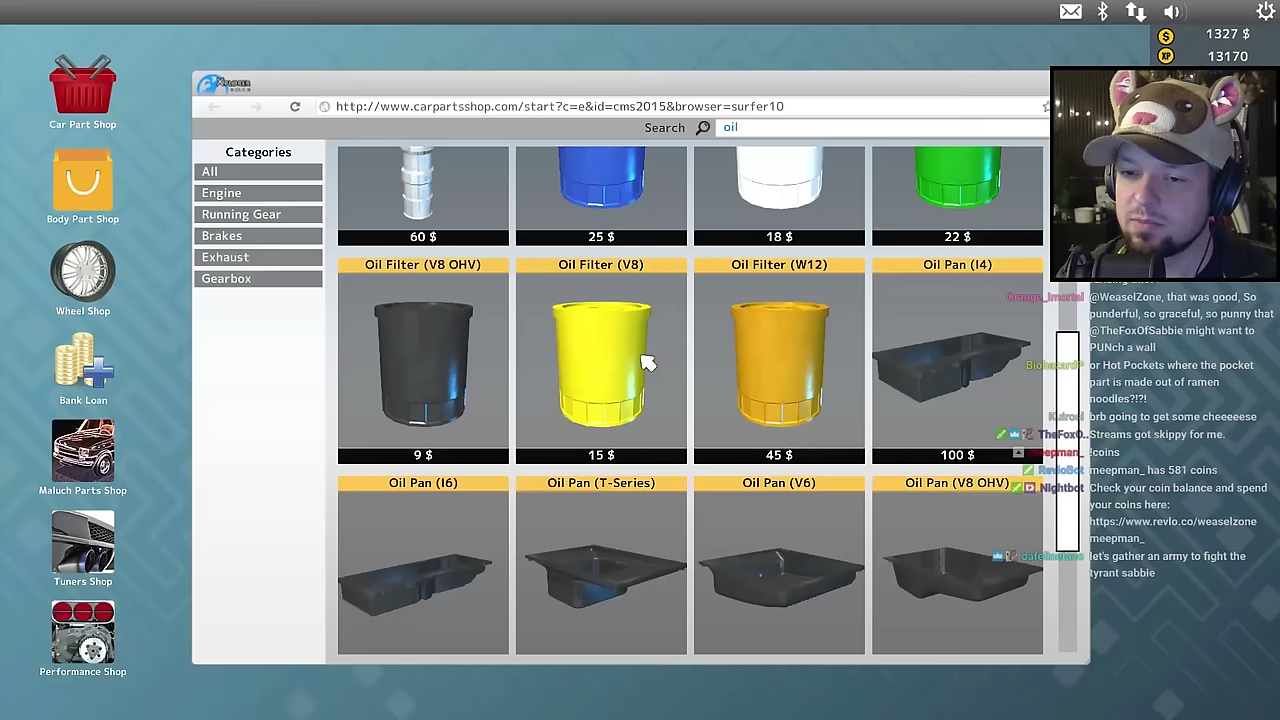 1327 $
13170
Car Part Shop
Body Part Shop
Wheel Shop
Bank Loan
Maluch Parts Shop
Tuners Shop
Performance Shop
XPLORER
http://www.carpartsshop.com/start?c=e&id=cms2015&browser=surfer10
Search
oil
Categories
All
Engine
Running Gear
Brakes
Exhaust
Gearbox
60 $
25 $
18 $
22 $
Oil Filter (V8 OHV)
Oil Filter (V8)
Oil Filter (W12)
Oil Pan (I4)
9 $
15 $
45 $
100 $
Oil Pan (I6)
Oil Pan (T-Series)
Oil Pan (V6)
Oil Pan (V8 OHV)
Orange_Imortal @WeaselZone, that was good, So
punderful, so graceful, so punny that
@TheFoxOfSabbie might want to
PUNch a wall
or Hot Pockets where the pocket
part is made out of ramen
noodles?!?!
brb going to get some cheeeeese
TheFoxO.. Streams got skippy for me.
meepman_ !coins
RevloBot meepman_ has 581 coins
Nightbot Check your coin balance and spend
your coins here:
https://www.revlo.co/weaselzone
meepman_
let's gather an army to fight the
tyrant sabbie